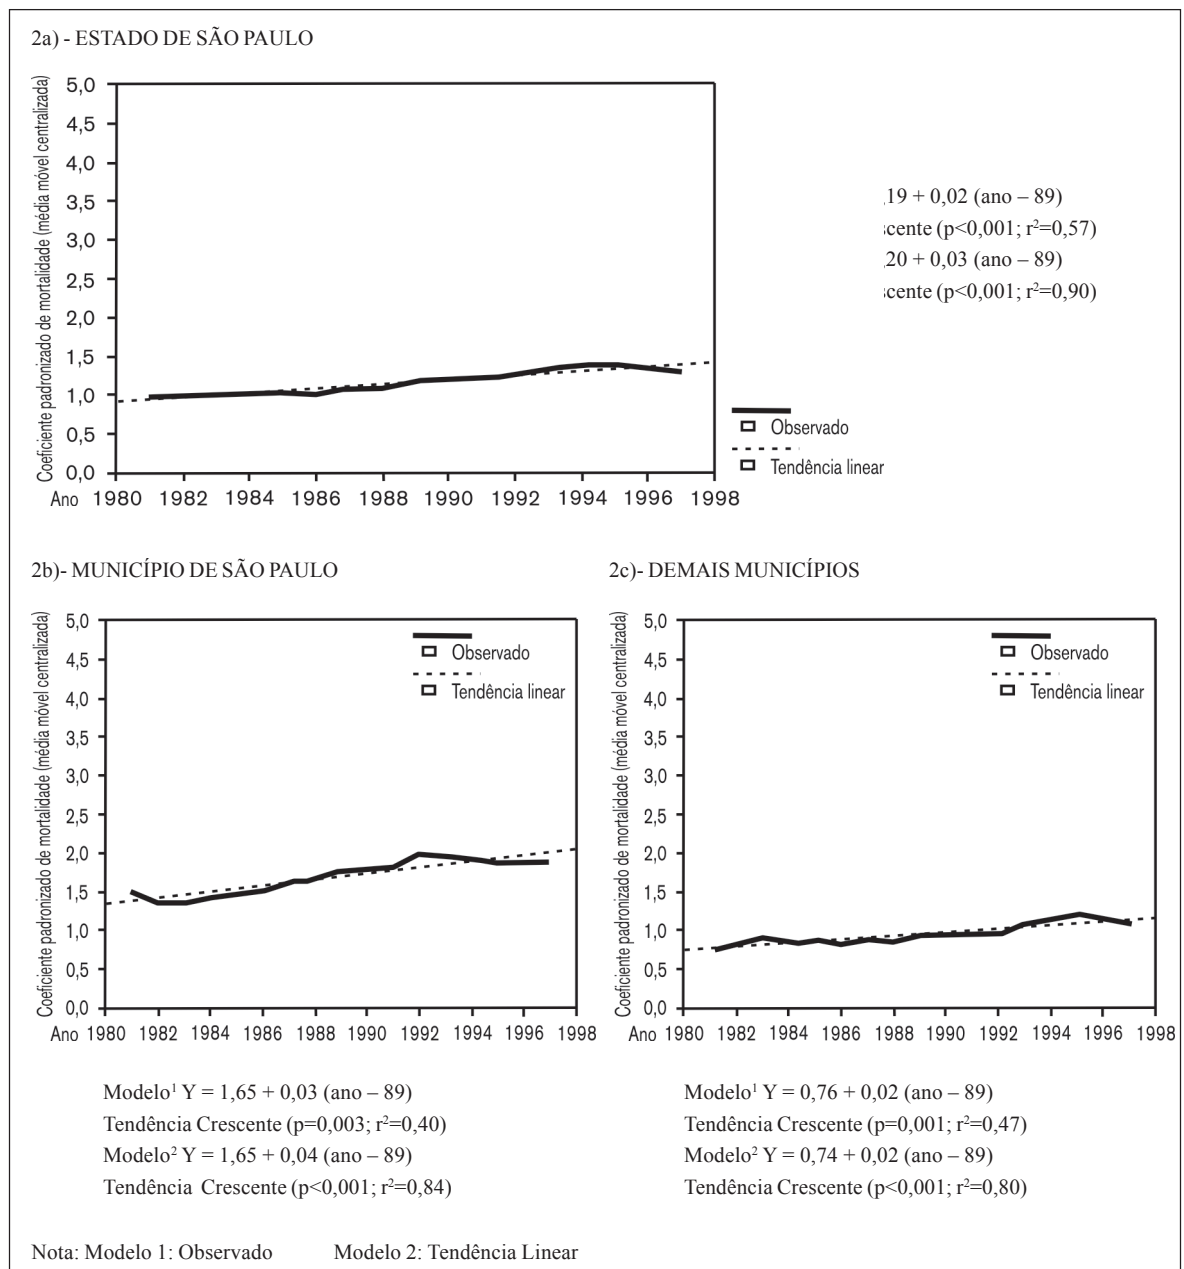 2a) - ESTADO DE SÃO PAULO
Coeficiente padronizado de mortalidade (média móvel centralizada)
5,0
4,5
4,0
3,5
3,0
2,5
2,0
1,5
1,0
0,5
0,0
Ano 1980 1982 1984 1986 1988 1990 1992 1994 1996 1998
,19 + 0,02 (ano – 89)
scente (p<0,001; r²=0,57)
,20 + 0,03 (ano – 89)
scente (p<0,001; r²=0,90)
Observado
Tendência linear
2b)- MUNICÍPIO DE SÃO PAULO
Coeficiente padronizado de mortalidade (média móvel centralizada)
5,0
4,5
4,0
3,5
3,0
2,5
2,0
1,5
1,0
0,5
0,0
Ano 1980 1982 1984 1986 1988 1990 1992 1994 1996 1998
Observado
Tendência linear
Modelo¹ Y = 1,65 + 0,03 (ano – 89)
Tendência Crescente (p=0,003; r²=0,40)
Modelo² Y = 1,65 + 0,04 (ano – 89)
Tendência Crescente (p<0,001; r²=0,84)
2c)- DEMAIS MUNICÍPIOS
Coeficiente padronizado de mortalidade (média móvel centralizada)
5,0
4,5
4,0
3,5
3,0
2,5
2,0
1,5
1,0
0,5
0,0
1980 1982 1984 1986 1988 1990 1992 1994 1996 1998
Ano
Observado
Tendência linear
Modelo¹ Y = 0,76 + 0,02 (ano – 89)
Tendência Crescente (p=0,001; r²=0,47)
Modelo² Y = 0,74 + 0,02 (ano – 89)
Tendência Crescente (p<0,001; r²=0,80)
Nota: Modelo 1: Observado Modelo 2: Tendência Linear